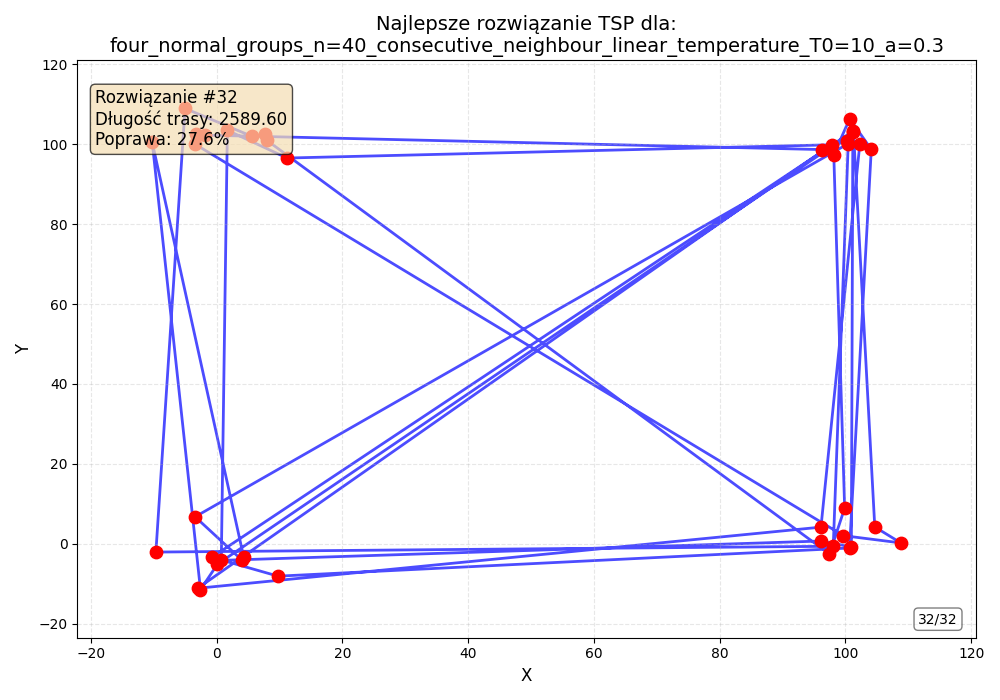 Najlepsze rozwiązanie TSP dla:
four_normal_groups_n=40_consecutive_neighbour_linear_temperature_T0=10_a=0.3
120
100
80
60
40
20
0
−20
Y
Rozwiązanie #32
Długość trasy: 2589.60
Poprawa: 27.6%
32/32
−20
0
20
40
60
80
100
120
X